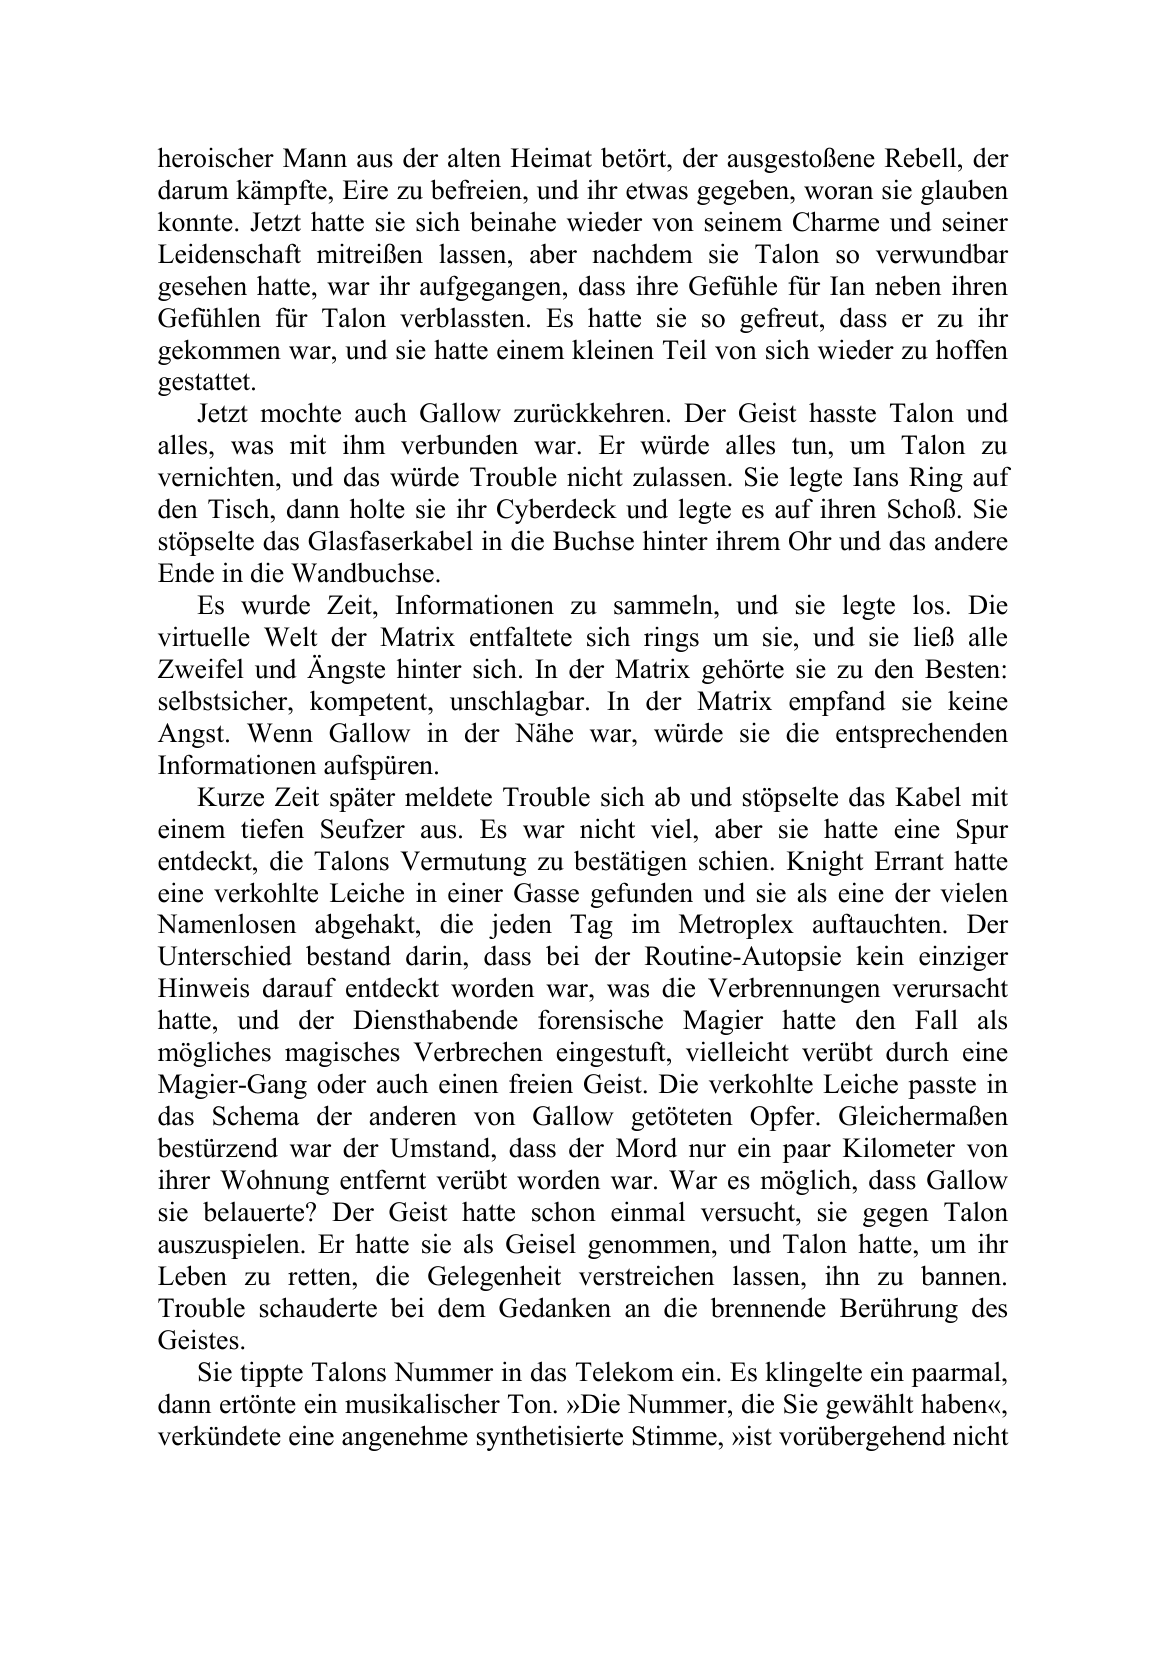 heroischer Mann aus der alten Heimat betört, der ausgestoßene Rebell, der
darum kämpfte, Eire zu befreien, und ihr etwas gegeben, woran sie glauben
konnte. Jetzt hatte sie sich beinahe wieder von seinem Charme und seiner
Leidenschaft mitreißen lassen, aber nachdem sie Talon so verwundbar
gesehen hatte, war ihr aufgegangen, dass ihre Gefühle für Ian neben ihren
Gefühlen für Talon verblassten. Es hatte sie so gefreut, dass er zu ihr
gekommen war, und sie hatte einem kleinen Teil von sich wieder zu hoffen
gestattet.
Jetzt mochte auch Gallow zurückkehren. Der Geist hasste Talon und
alles, was mit ihm verbunden war. Er würde alles tun, um Talon zu
vernichten, und das würde Trouble nicht zulassen. Sie legte Ians Ring auf
den Tisch, dann holte sie ihr Cyberdeck und legte es auf ihren Schoß. Sie
stöpselte das Glasfaserkabel in die Buchse hinter ihrem Ohr und das andere
Ende in die Wandbuchse.
Es wurde Zeit, Informationen zu sammeln, und sie legte los. Die
virtuelle Welt der Matrix entfaltete sich rings um sie, und sie ließ alle
Zweifel und Ängste hinter sich. In der Matrix gehörte sie zu den Besten:
selbstsicher, kompetent, unschlagbar. In der Matrix empfand sie keine
Angst. Wenn Gallow in der Nähe war, würde sie die entsprechenden
Informationen aufspüren.
Kurze Zeit später meldete Trouble sich ab und stöpselte das Kabel mit
einem tiefen Seufzer aus. Es war nicht viel, aber sie hatte eine Spur
entdeckt, die Talons Vermutung zu bestätigen schien. Knight Errant hatte
eine verkohlte Leiche in einer Gasse gefunden und sie als eine der vielen
Namenlosen abgehakt, die jeden Tag im Metroplex auftauchten. Der
Unterschied bestand darin, dass bei der Routine-Autopsie kein einziger
Hinweis darauf entdeckt worden war, was die Verbrennungen verursacht
hatte, und der Diensthabende forensische Magier hatte den Fall als
mögliches magisches Verbrechen eingestuft, vielleicht verübt durch eine
Magier-Gang oder auch einen freien Geist. Die verkohlte Leiche passte in
das Schema der anderen von Gallow getöteten Opfer. Gleichermaßen
bestürzend war der Umstand, dass der Mord nur ein paar Kilometer von
ihrer Wohnung entfernt verübt worden war. War es möglich, dass Gallow
sie belauerte? Der Geist hatte schon einmal versucht, sie gegen Talon
auszuspielen. Er hatte sie als Geisel genommen, und Talon hatte, um ihr
Leben zu retten, die Gelegenheit verstreichen lassen, ihn zu bannen.
Trouble schauderte bei dem Gedanken an die brennende Berührung des
Geistes.
Sie tippte Talons Nummer in das Telekom ein. Es klingelte ein paarmal,
dann ertönte ein musikalischer Ton. »Die Nummer, die Sie gewählt haben«,
verkündete eine angenehme synthetisierte Stimme, »ist vorübergehend nicht